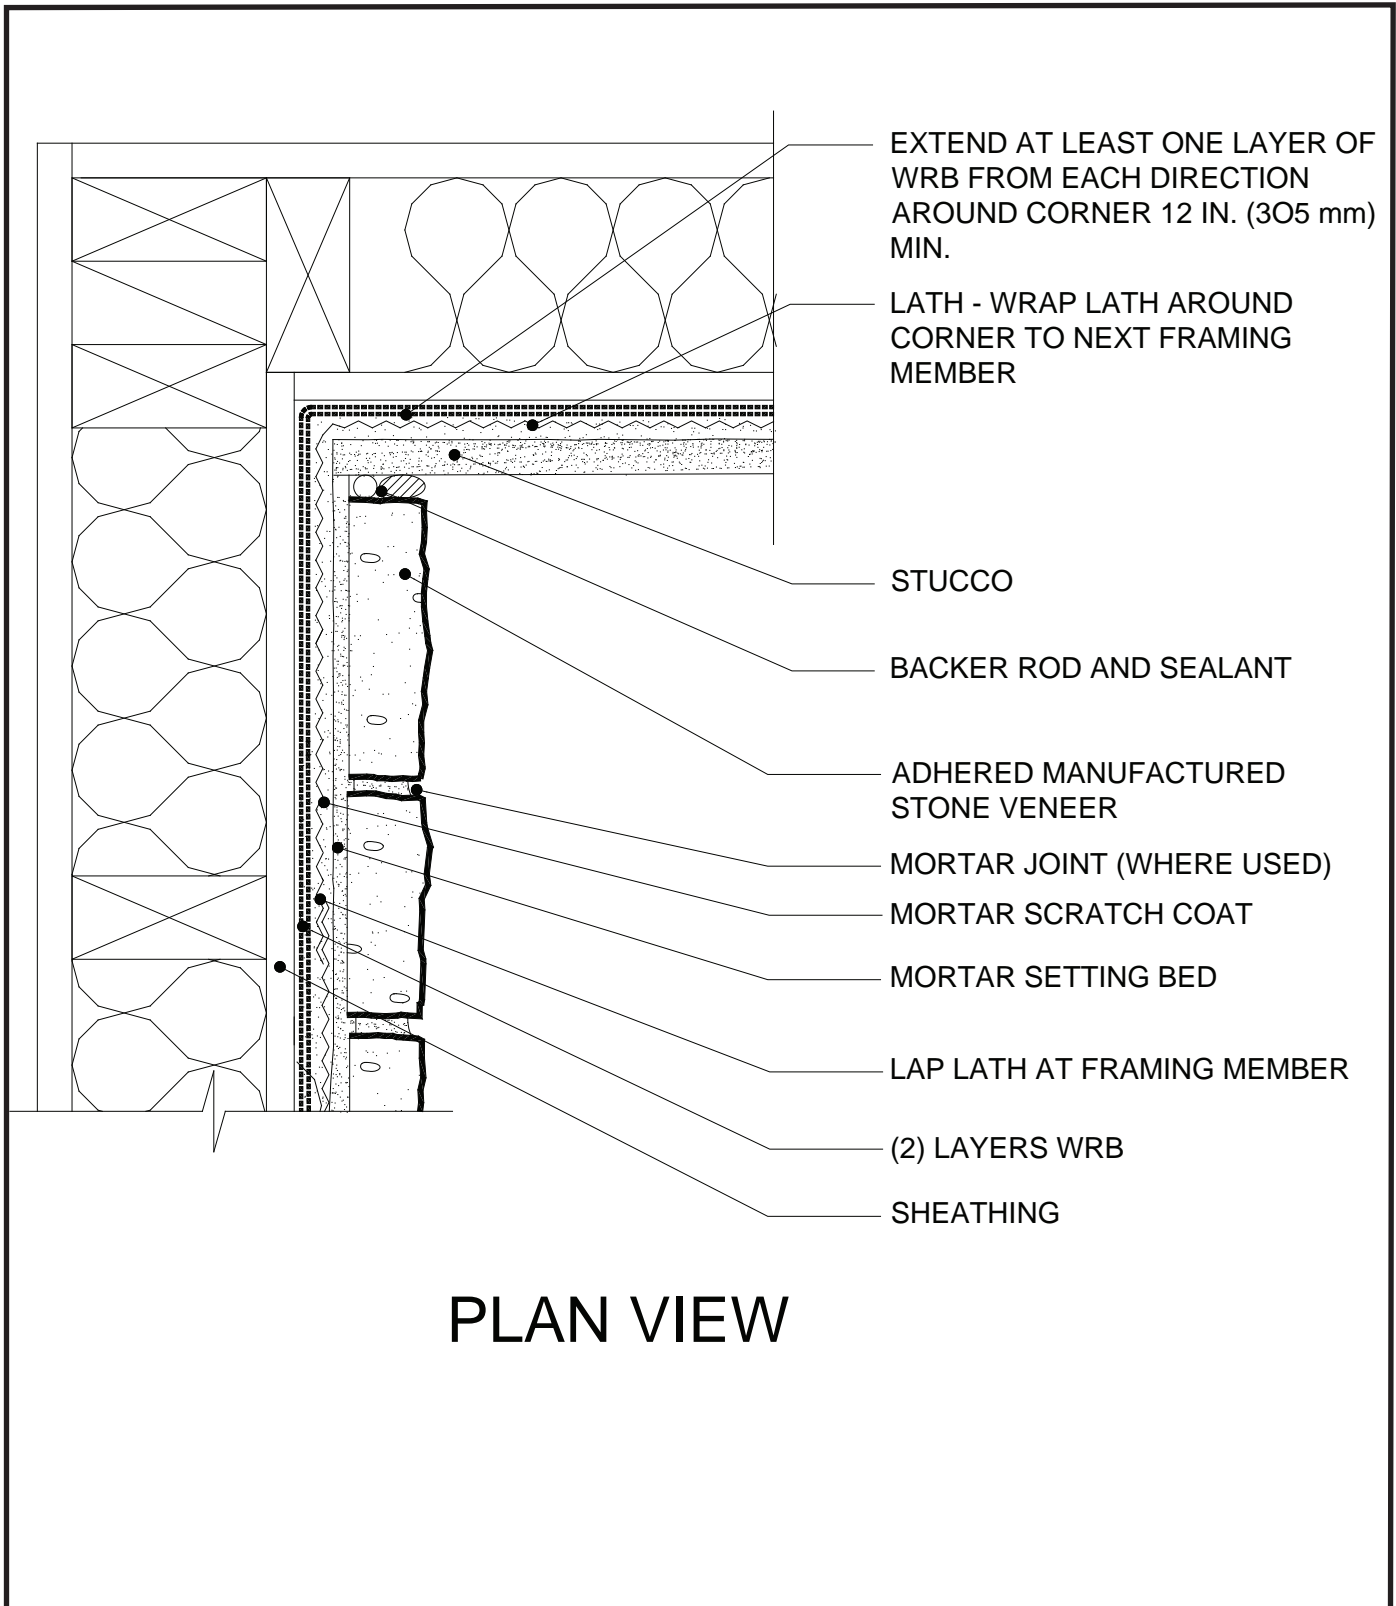 EXTEND AT LEAST ONE LAYER OF
WRB FROM EACH DIRECTION
AROUND CORNER 12 IN. (3O5 mm)
MIN.
LATH - WRAP LATH AROUND
CORNER TO NEXT FRAMING
MEMBER
STUCCO
BACKER ROD AND SEALANT
ADHERED MANUFACTURED
STONE VENEER
MORTAR JOINT (WHERE USED)
MORTAR SCRATCH COAT
MORTAR SETTING BED
LAP LATH AT FRAMING MEMBER
(2) LAYERS WRB
SHEATHING
PLAN VIEW